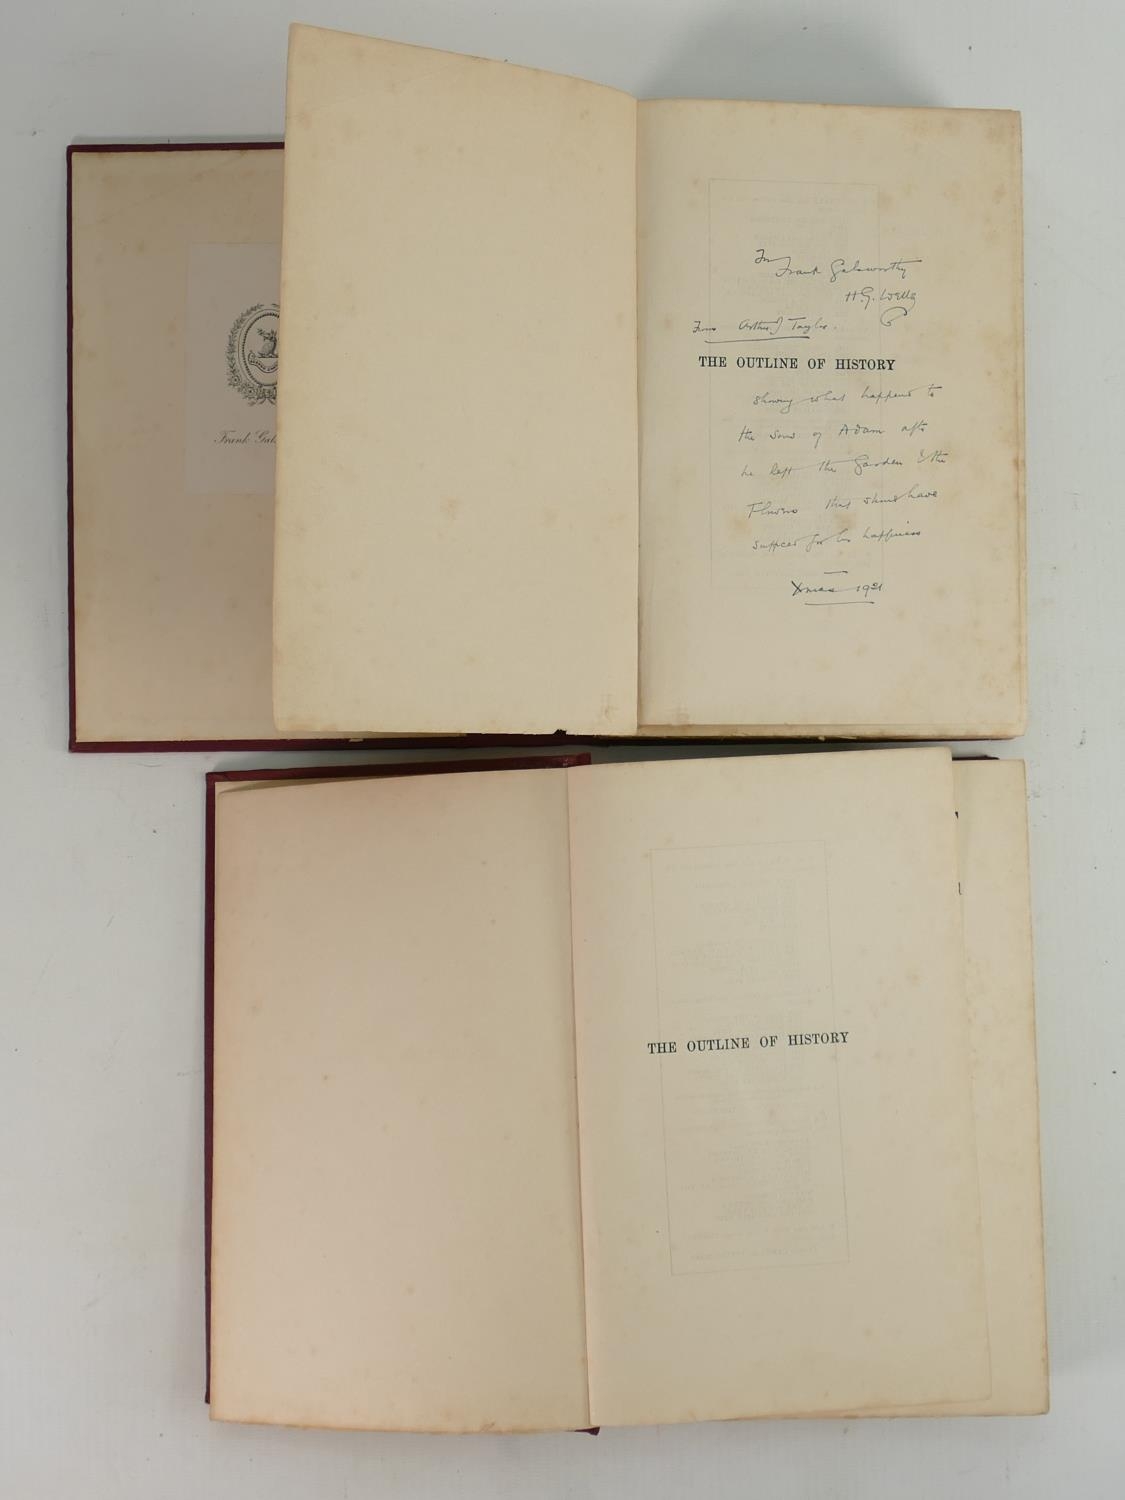 Frank Gals
For
Frank Galsworthy
H. G. Wells
From Arthur J Taylor.
THE OUTLINE OF HISTORY
showing what happened to
the sons of Adam after
he left the Garden & the
Flowers that should have
sufficed for his happiness
Xmas 1921
THE OUTLINE OF HISTORY